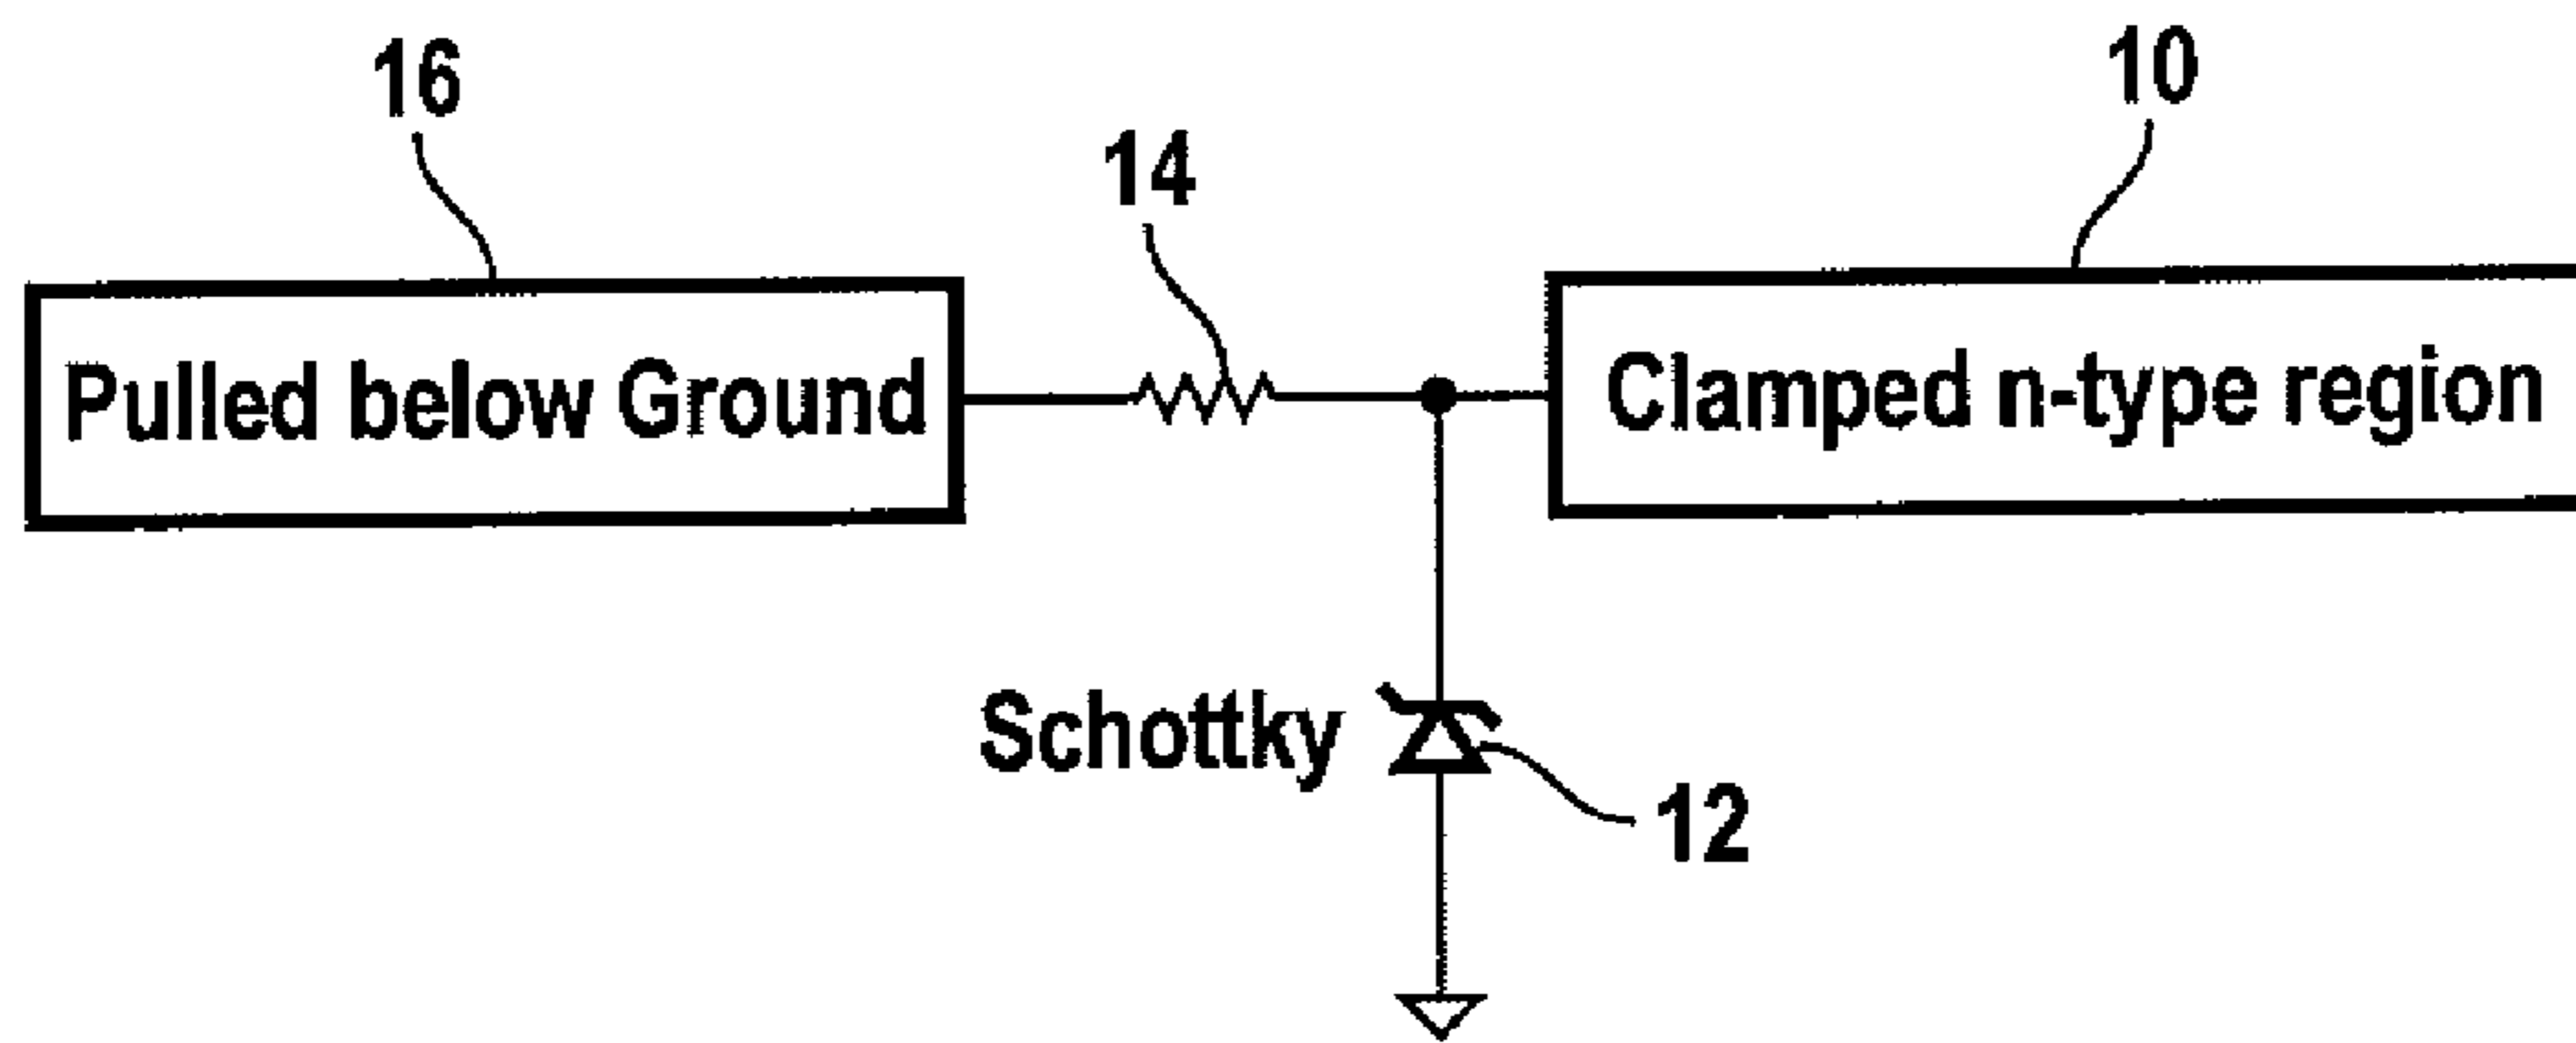 16
10
14
Pulled below Ground
Clamped n-type region
Schottky
12